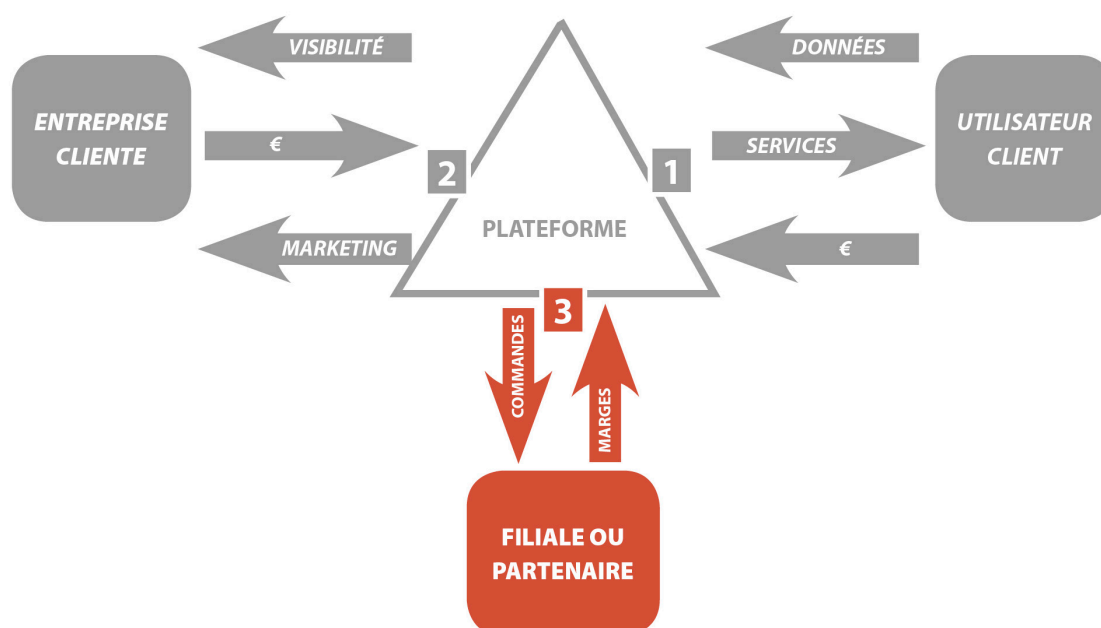 VISIBILITÉ
DONNÉES
ENTREPRISE
CLIENTE
€
2
1
SERVICES
UTILISATEUR
CLIENT
PLATEFORME
MARKETING
€
3
COMMANDES
MARGES
FILIALE OU
PARTENAIRE